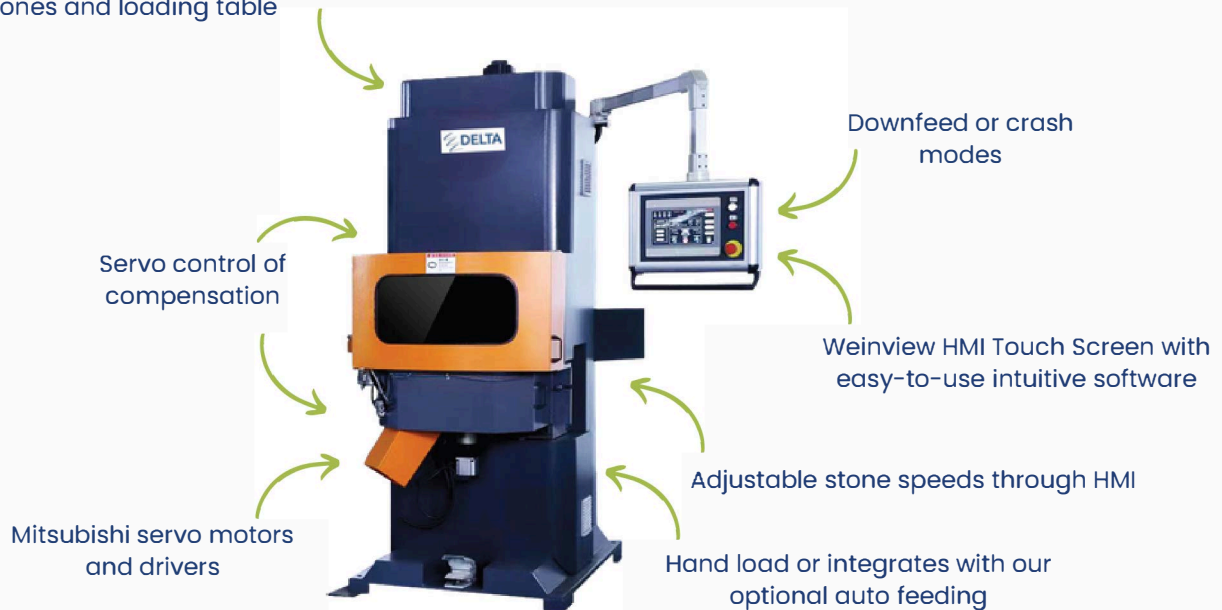 ones and loading table
DELTA
Downfeed or crash
modes
Servo control of
compensation
Weinview HMI Touch Screen with
easy-to-use intuitive software
Adjustable stone speeds through HMI
Mitsubishi servo motors
and drivers
Hand load or integrates with our
optional auto feeding